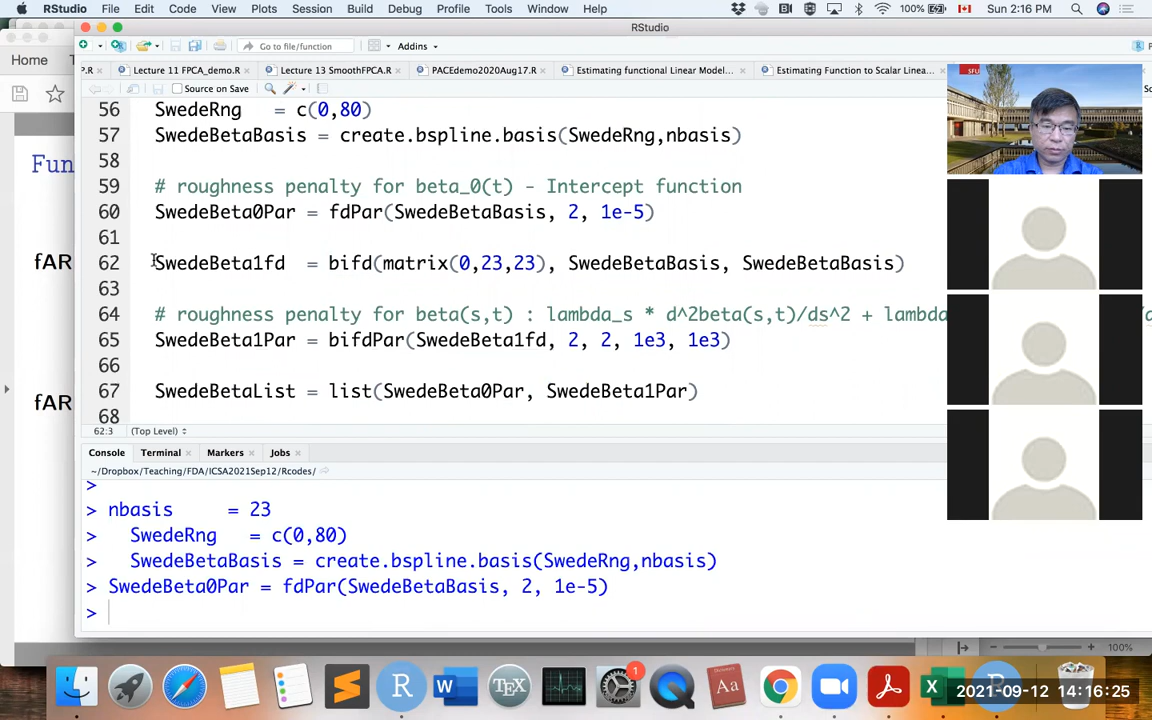 RStudio File Edit Code View Plots Session Build Debug Profile Tools Window Help 100% Sun 2:16 PM
RStudio
Home
Go to file/function
Addins
P.R Lecture 11 FPCA_demo.R Lecture 13 SmoothFPCA.R PACEdemo2020Aug17.R Estimating functional Linear Model... Estimating Function to Scalar Linea...
Source on Save
SFU
56 SwedeRng = c(0,80)
57 SwedeBetaBasis = create.bspline.basis(SwedeRng,nbasis)
58
59 # roughness penalty for beta_0(t) - Intercept function
60 SwedeBeta0Par = fdPar(SwedeBetaBasis, 2, 1e-5)
61
62 SwedeBeta1fd = bifd(matrix(0,23,23), SwedeBetaBasis, SwedeBetaBasis)
63
64 # roughness penalty for beta(s,t) : lambda_s * d^2beta(s,t)/ds^2 + lambda
65 SwedeBeta1Par = bifdPar(SwedeBeta1fd, 2, 2, 1e3, 1e3)
66
67 SwedeBetaList = list(SwedeBeta0Par, SwedeBeta1Par)
68
Fun
fAR
fAR
62:3 (Top Level)
Console Terminal Markers Jobs
~/Dropbox/Teaching/FDA/ICSA2021Sep12/Rcodes/
>
> nbasis = 23
> SwedeRng = c(0,80)
> SwedeBetaBasis = create.bspline.basis(SwedeRng,nbasis)
> SwedeBeta0Par = fdPar(SwedeBetaBasis, 2, 1e-5)
>
100%
1
2021-09-12 14:16:25